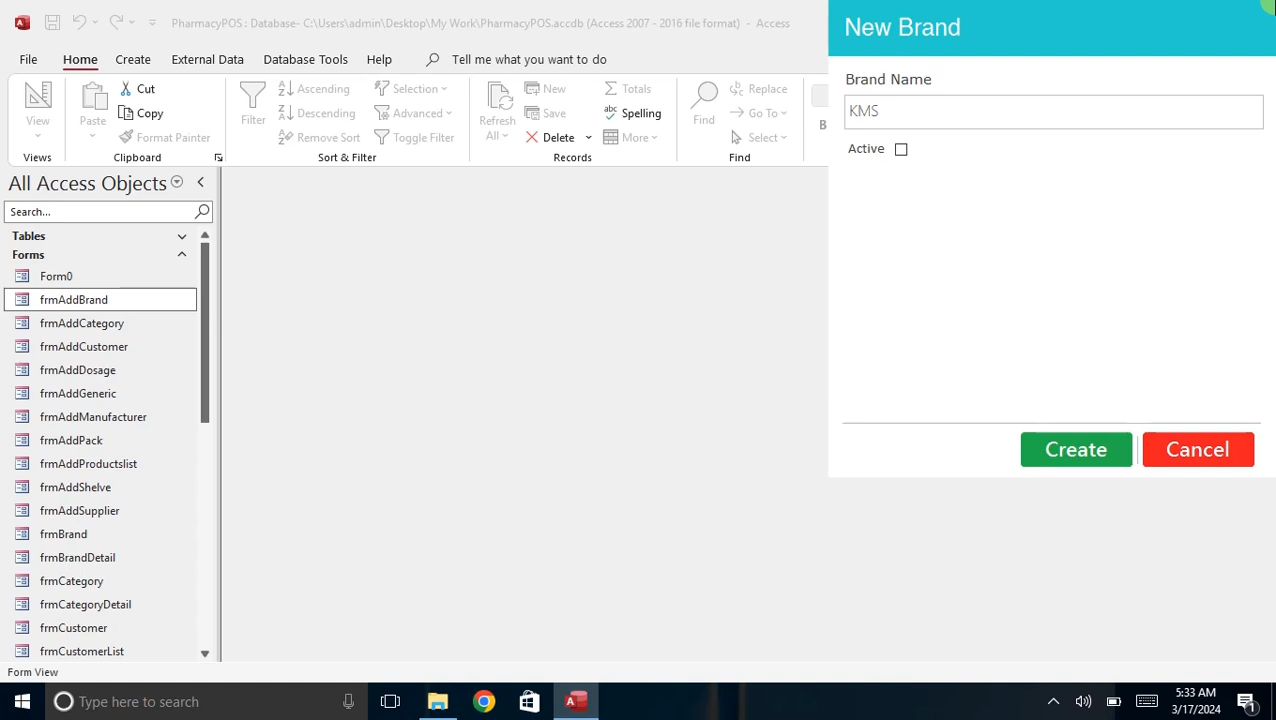 PharmacyPOS : Database- C:\Users\admin\Desktop\My Work\PharmacyPOS.accdb (Access 2007 - 2016 file format) - Access
File Home Create External Data Database Tools Help Tell me what you want to do
View
Views
Paste
Cut
Copy
Format Painter
Clipboard
Filter
Ascending
Descending
Remove Sort
Selection
Advanced
Toggle Filter
Sort & Filter
Refresh
All
New
Save
Delete
Totals
Spelling
More
Records
Find
Replace
Go To
Select
Find
B
All Access Objects
Search...
Tables
Forms
Form0
frmAddBrand
frmAddCategory
frmAddCustomer
frmAddDosage
frmAddGeneric
frmAddManufacturer
frmAddPack
frmAddProductslist
frmAddShelve
frmAddSupplier
frmBrand
frmBrandDetail
frmCategory
frmCategoryDetail
frmCustomer
frmCustomerList
New Brand
Brand Name
KMS
Active
Create
Cancel
Form View
Type here to search
A
5:33 AM
3/17/2024
1